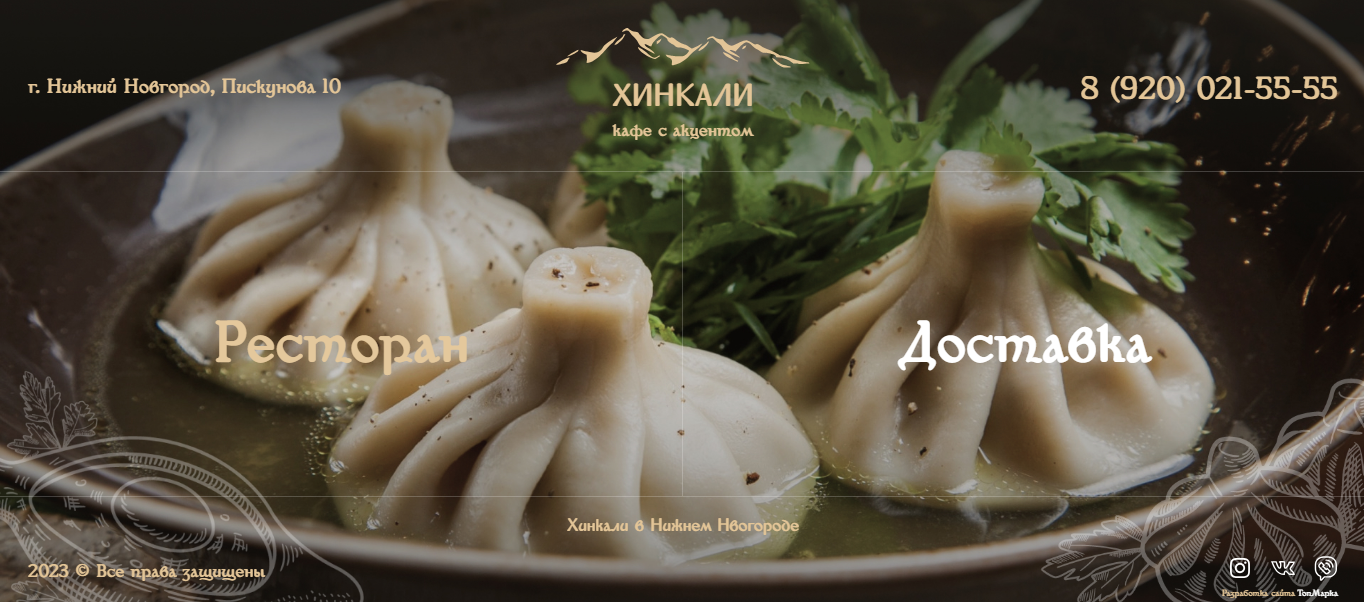 г. Нижний Новгород, Пискунова 10
ХИНКАЛИ
кафе с акцентом
8 (920) 021-55-55
Ресторан
Доставка
Хинкали в Нижнем Нвогороде
2023 © Все права защищены
Разработка сайта ТопМарка